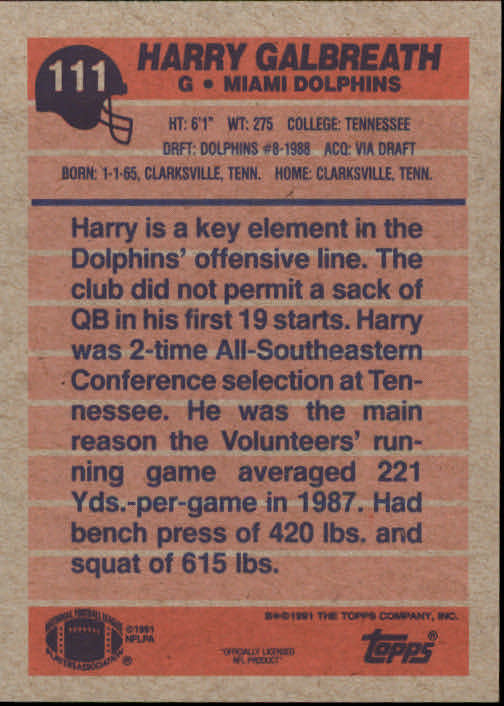 111
HARRY GALBREATH
G • MIAMI DOLPHINS
HT: 6'1" WT: 275 COLLEGE: TENNESSEE
DRFT: DOLPHINS #8-1988 ACQ: VIA DRAFT
BORN: 1-1-65, CLARKSVILLE, TENN. HOME: CLARKSVILLE, TENN.
Harry is a key element in the
Dolphins' offensive line. The
club did not permit a sack of
QB in his first 19 starts. Harry
was 2-time All-Southeastern
Conference selection at Ten-
nessee. He was the main
reason the Volunteers' run-
ning game averaged 221
Yds.-per-game in 1987. Had
bench press of 420 lbs. and
squat of 615 lbs.
©1991 THE TOPPS COMPANY, INC.
NATIONAL FOOTBALL LEAGUE
PLAYERS ASSOCIATION
®
©1991
NFLPA
"OFFICIALLY LICENSED
NFL PRODUCT"
topps®